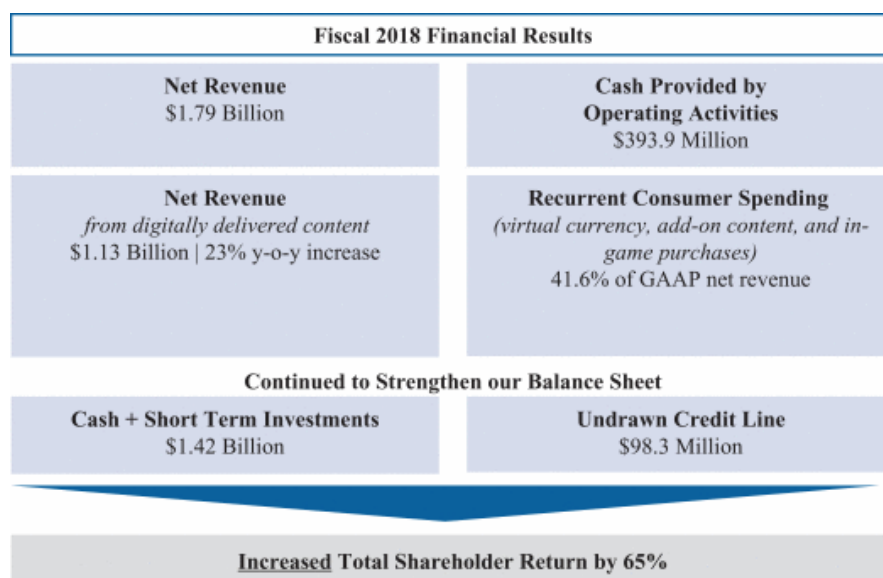 Fiscal 2018 Financial Results
Net Revenue
$1.79 Billion
Cash Provided by
Operating Activities
$393.9 Million
Net Revenue
from digitally delivered content
$1.13 Billion | 23% y-o-y increase
Recurrent Consumer Spending
(virtual currency, add-on content, and in-
game purchases)
41.6% of GAAP net revenue
Continued to Strengthen our Balance Sheet
Cash + Short Term Investments
$1.42 Billion
Undrawn Credit Line
$98.3 Million
Increased Total Shareholder Return by 65%